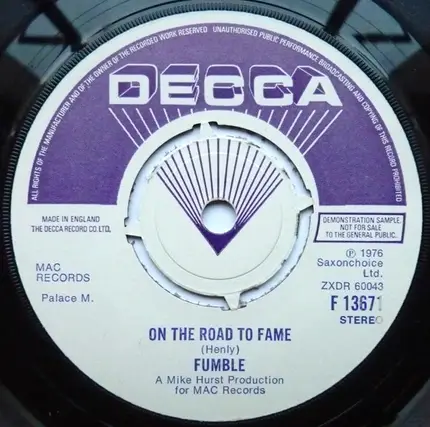 ALL RIGHTS OF THE MANUFACTURER AND OF THE OWNER OF THE RECORDED WORK RESERVED UNAUTHORISED PUBLIC PERFORMANCE BROADCASTING AND COPYING OF THIS RECORD PROHIBITED
DECCA
MADE IN ENGLAND
THE DECCA RECORD CO.LTD.
DEMONSTRATION SAMPLE
NOT FOR SALE
TO THE GENERAL PUBLIC.
MAC
RECORDS
Palace M.
℗ 1976
Saxonchoice
Ltd.
ZXDR 60043
F 13671
STEREO
ON THE ROAD TO FAME
(Henly)
FUMBLE
A Mike Hurst Production
for MAC Records